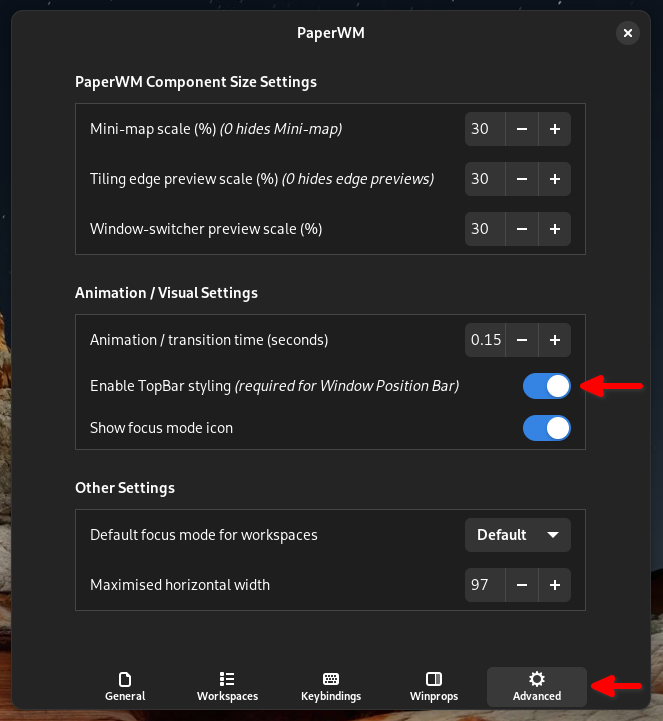 PaperWM
PaperWM Component Size Settings
Mini-map scale (%) (0 hides Mini-map)
30
Tiling edge preview scale (%) (0 hides edge previews)
30
Window-switcher preview scale (%)
30
Animation / Visual Settings
Animation / transition time (seconds)
0.15
Enable TopBar styling (required for Window Position Bar)
Show focus mode icon
Other Settings
Default focus mode for workspaces
Default
Maximised horizontal width
97
General
Workspaces
Keybindings
Winprops
Advanced